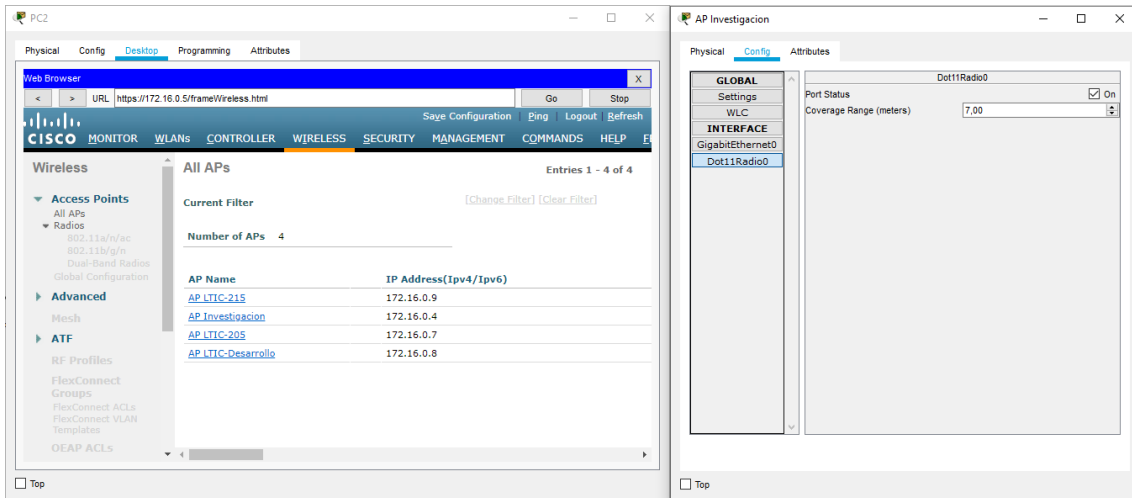 PC2
Physical Config Desktop Programming Attributes
Web Browser X
< > URL https://172.16.0.5/frameWireless.html Go Stop
Save Configuration | Ping | Logout | Refresh
CISCO MONITOR WLANs CONTROLLER WIRELESS SECURITY MANAGEMENT COMMANDS HELP
Wireless
Access Points
All APs
Radios
802.11a/n/ac
802.11b/g/n
Dual-Band Radios
Global Configuration
Advanced
Mesh
ATF
RF Profiles
FlexConnect
Groups
FlexConnect ACLs
FlexConnect VLAN
Templates
OEAP ACLs
All APs Entries 1 - 4 of 4
Current Filter [Change Filter] [Clear Filter]
Number of APs 4
AP Name IP Address(Ipv4/Ipv6)
AP LTIC-215 172.16.0.9
AP Investigacion 172.16.0.4
AP LTIC-205 172.16.0.7
AP LTIC-Desarrollo 172.16.0.8
Top
AP Investigacion
Physical Config Attributes
GLOBAL
Settings
WLC
INTERFACE
GigabitEthernet0
Dot11Radio0
Dot11Radio0
Port Status On
Coverage Range (meters) 7,00
Top